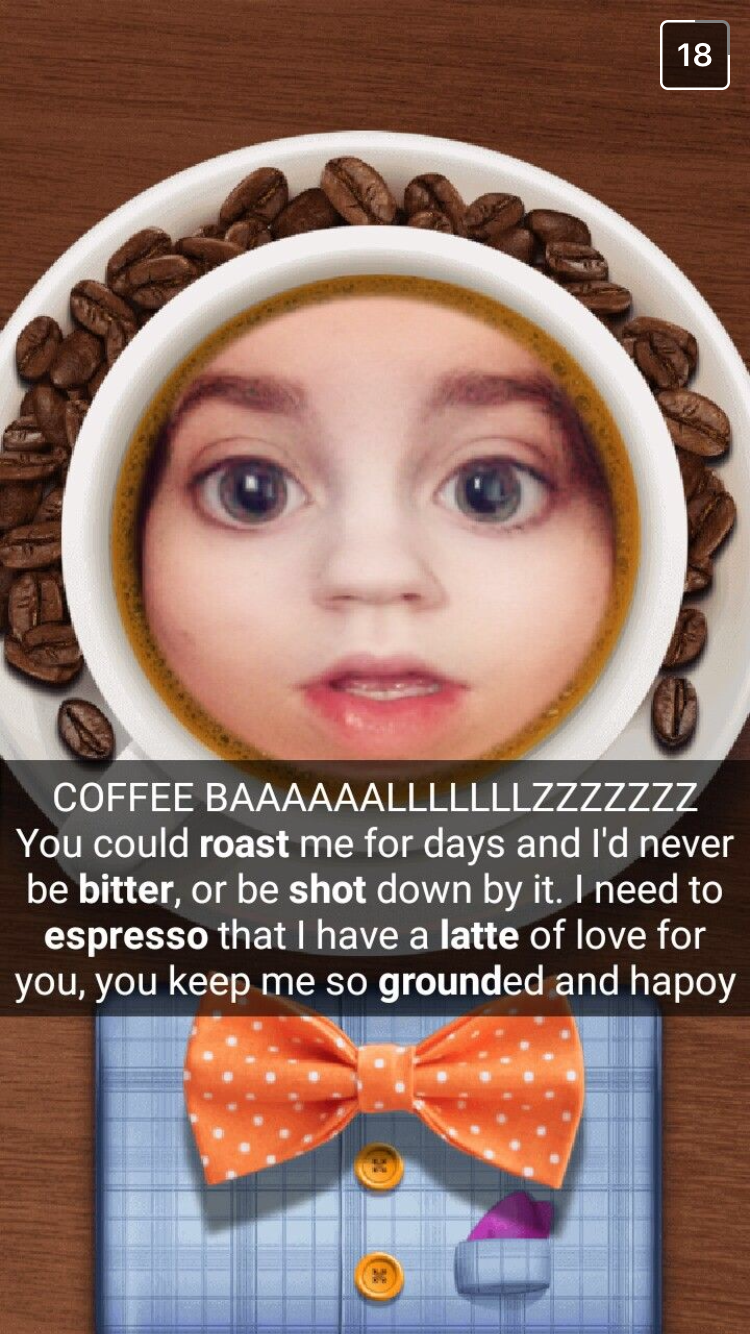 18
COFFEE BAAAAAALLLLLLLZZZZZZZ
You could roast me for days and I'd never
be bitter, or be shot down by it. I need to
espresso that I have a latte of love for
you, you keep me so grounded and hapoy